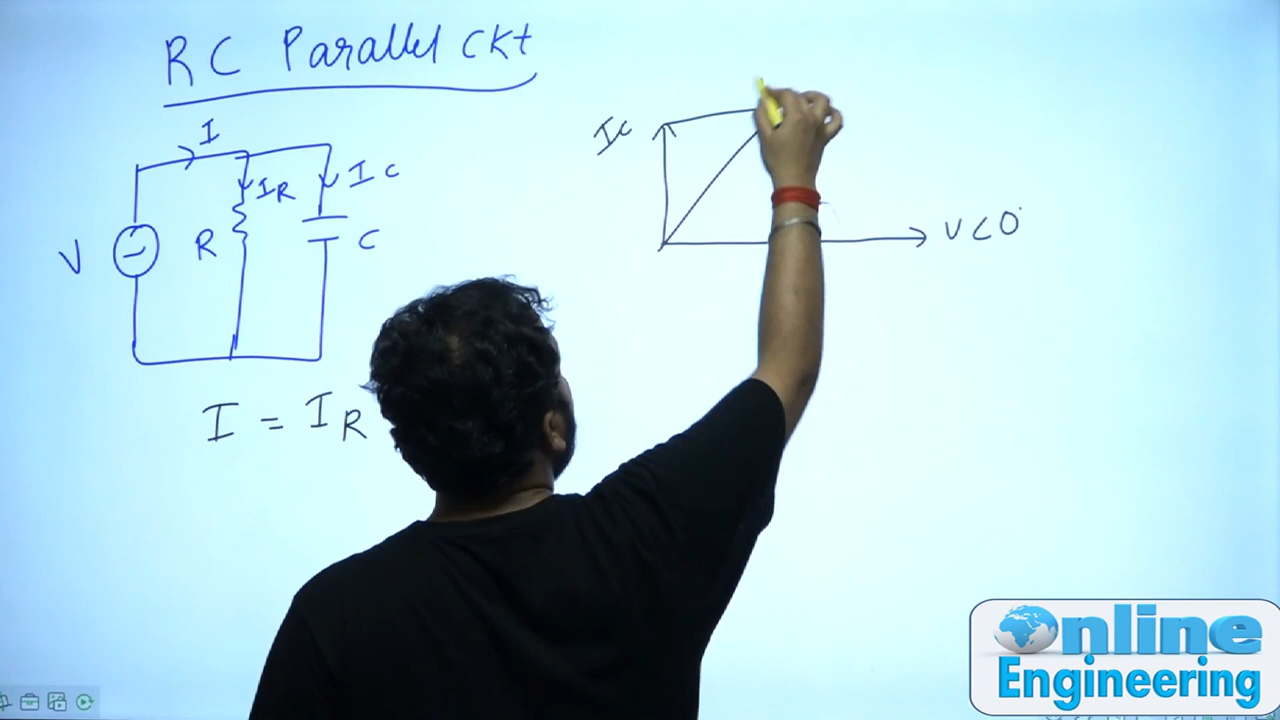 RC Parallel Ckt
I
IR
IC
V
R
C
I = IR
IC
V<0°
Online
Engineering